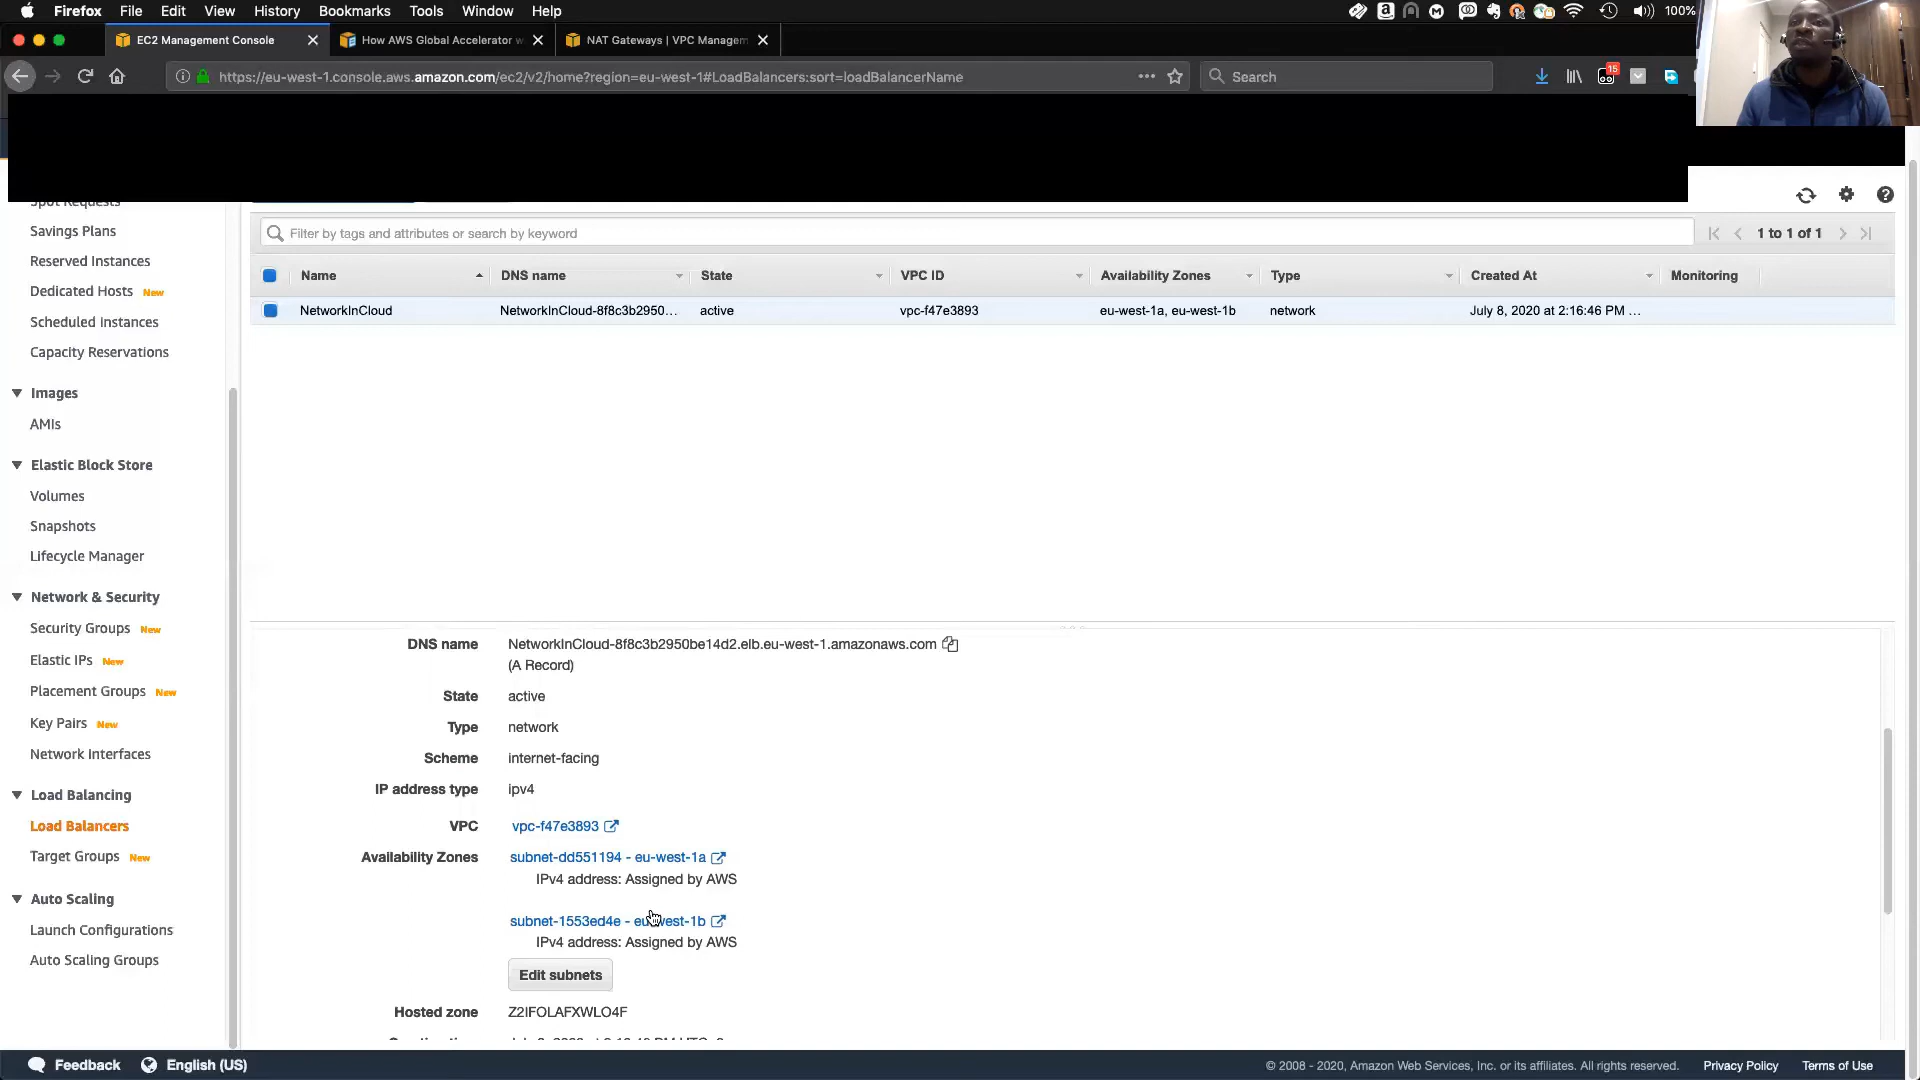 Firefox File Edit View History Bookmarks Tools Window Help 100%
EC2 Management Console How AWS Global Accelerator w NAT Gateways | VPC Managem
https://eu-west-1.console.aws.amazon.com/ec2/v2/home?region=eu-west-1#LoadBalancers:sort=loadBalancerName Search 15
Spot Requests
Savings Plans
Reserved Instances
Dedicated Hosts New
Scheduled Instances
Capacity Reservations
Images
AMIs
Elastic Block Store
Volumes
Snapshots
Lifecycle Manager
Network & Security
Security Groups New
Elastic IPs New
Placement Groups New
Key Pairs New
Network Interfaces
Load Balancing
Load Balancers
Target Groups New
Auto Scaling
Launch Configurations
Auto Scaling Groups
Filter by tags and attributes or search by keyword 1 to 1 of 1
Name DNS name State VPC ID Availability Zones Type Created At Monitoring
NetworkInCloud NetworkInCloud-8f8c3b2950... active vpc-f47e3893 eu-west-1a, eu-west-1b network July 8, 2020 at 2:16:46 PM ...
DNS name NetworkInCloud-8f8c3b2950be14d2.elb.eu-west-1.amazonaws.com
(A Record)
State active
Type network
Scheme internet-facing
IP address type ipv4
VPC vpc-f47e3893
Availability Zones subnet-dd551194 - eu-west-1a
IPv4 address: Assigned by AWS
subnet-1553ed4e - eu-west-1b
IPv4 address: Assigned by AWS
Edit subnets
Hosted zone Z2IFOLAFXWLO4F
Feedback English (US) © 2008 - 2020, Amazon Web Services, Inc. or its affiliates. All rights reserved. Privacy Policy Terms of Use